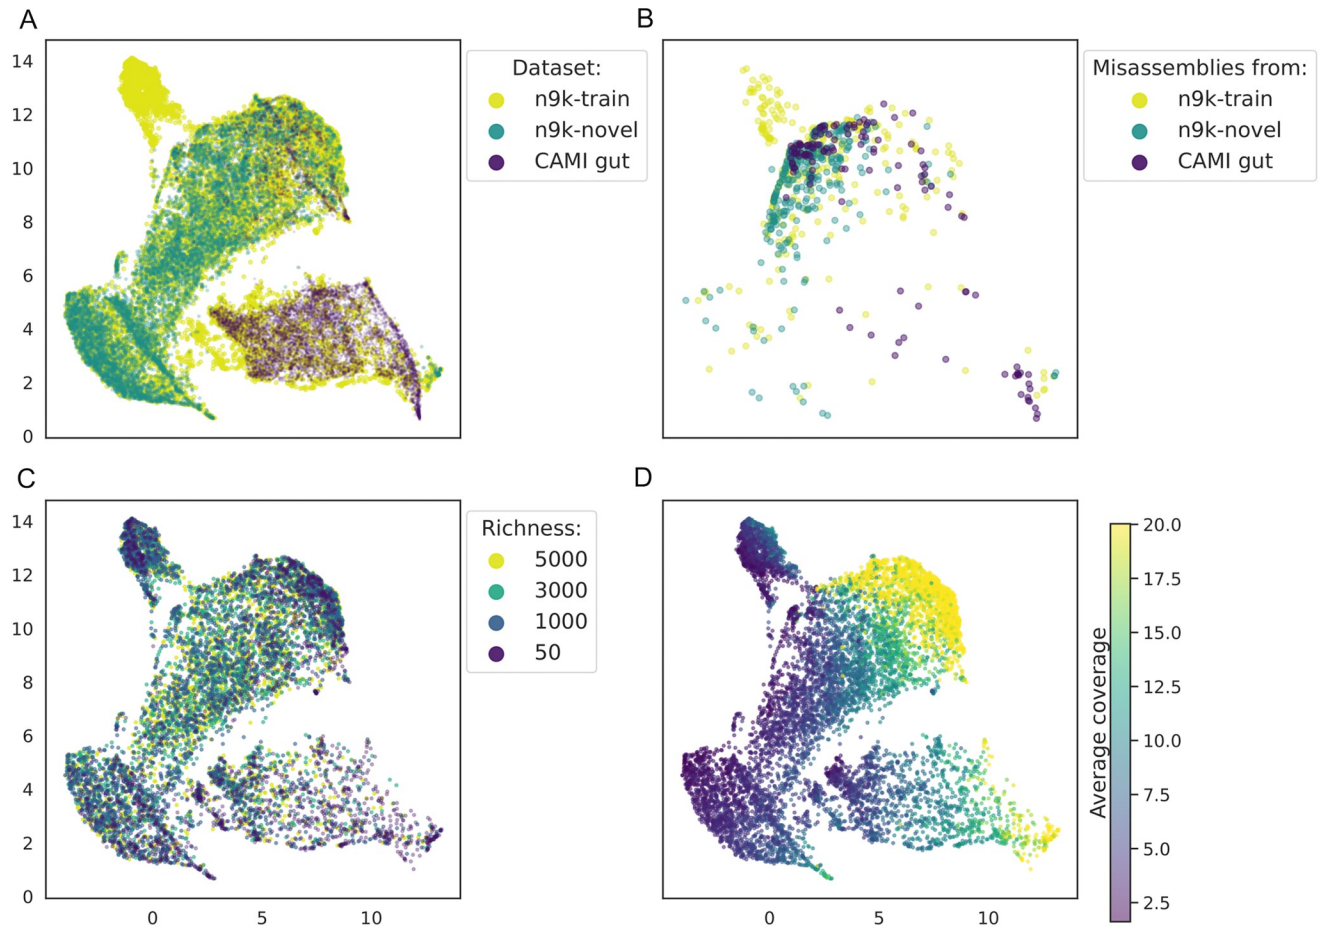 A
14
12
10
8
6
4
2
0
Dataset:
n9k-train
n9k-novel
CAMI gut
B
Misassemblies from:
n9k-train
n9k-novel
CAMI gut
C
14
12
10
8
6
4
2
0
0 5 10
Richness:
5000
3000
1000
50
D
0 5 10
Average coverage
20.0
17.5
15.0
12.5
10.0
7.5
5.0
2.5